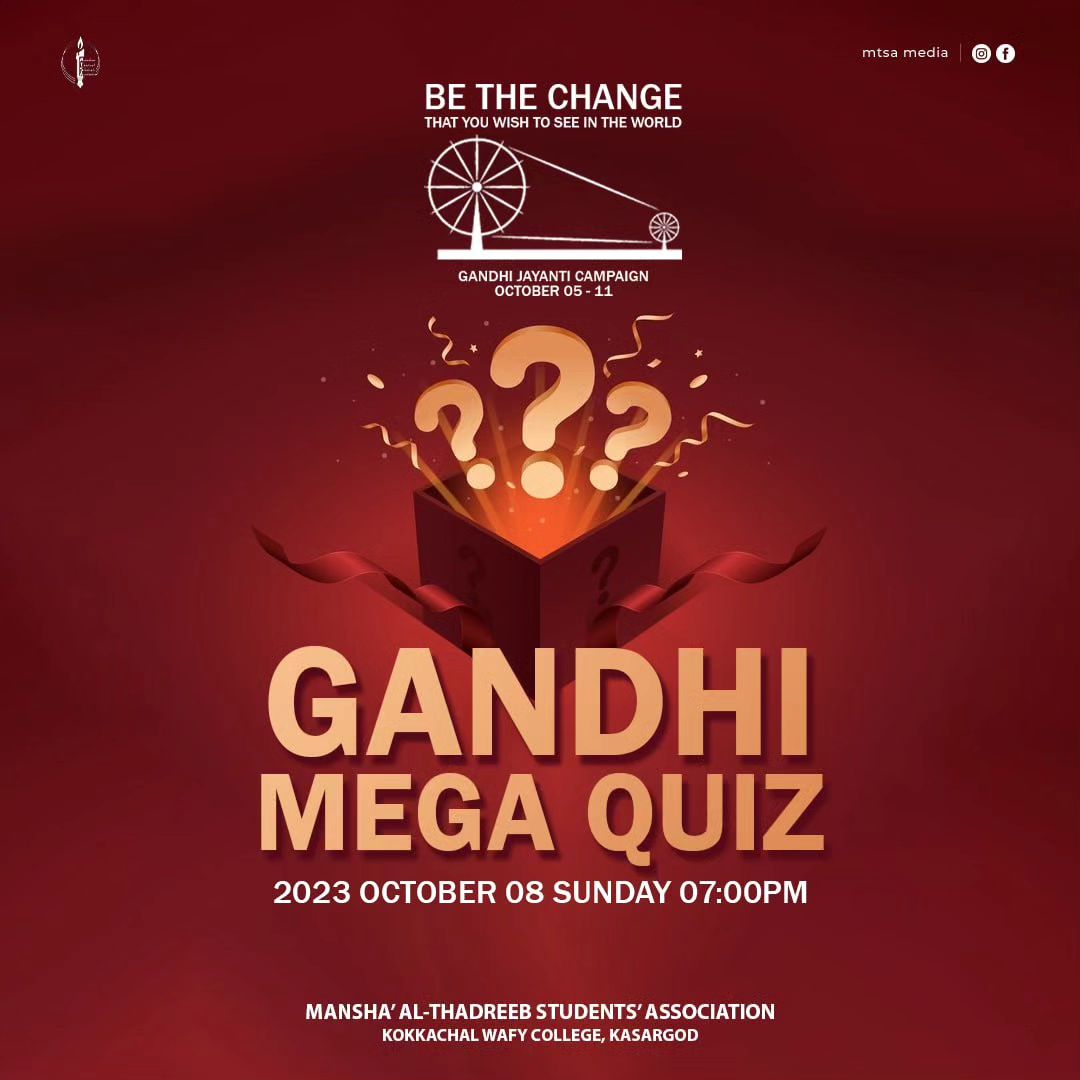 mtsa media
BE THE CHANGE
THAT YOU WISH TO SEE IN THE WORLD
GANDHI JAYANTI CAMPAIGN
OCTOBER 05 - 11
???
? ?
GANDHI
MEGA QUIZ
2023 OCTOBER 08 SUNDAY 07:00PM
MANSHA’ AL-THADREEB STUDENTS’ ASSOCIATION
KOKKACHAL WAFY COLLEGE, KASARGOD